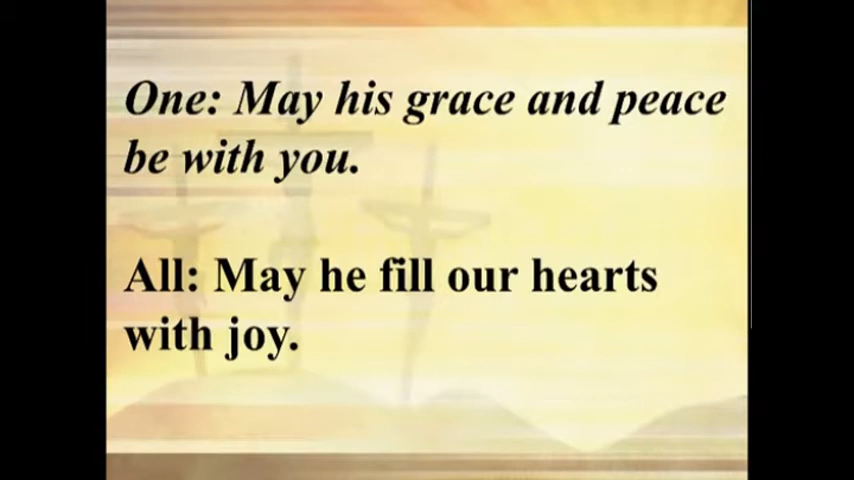 One: May his grace and peace
be with you.
All: May he fill our hearts
with joy.